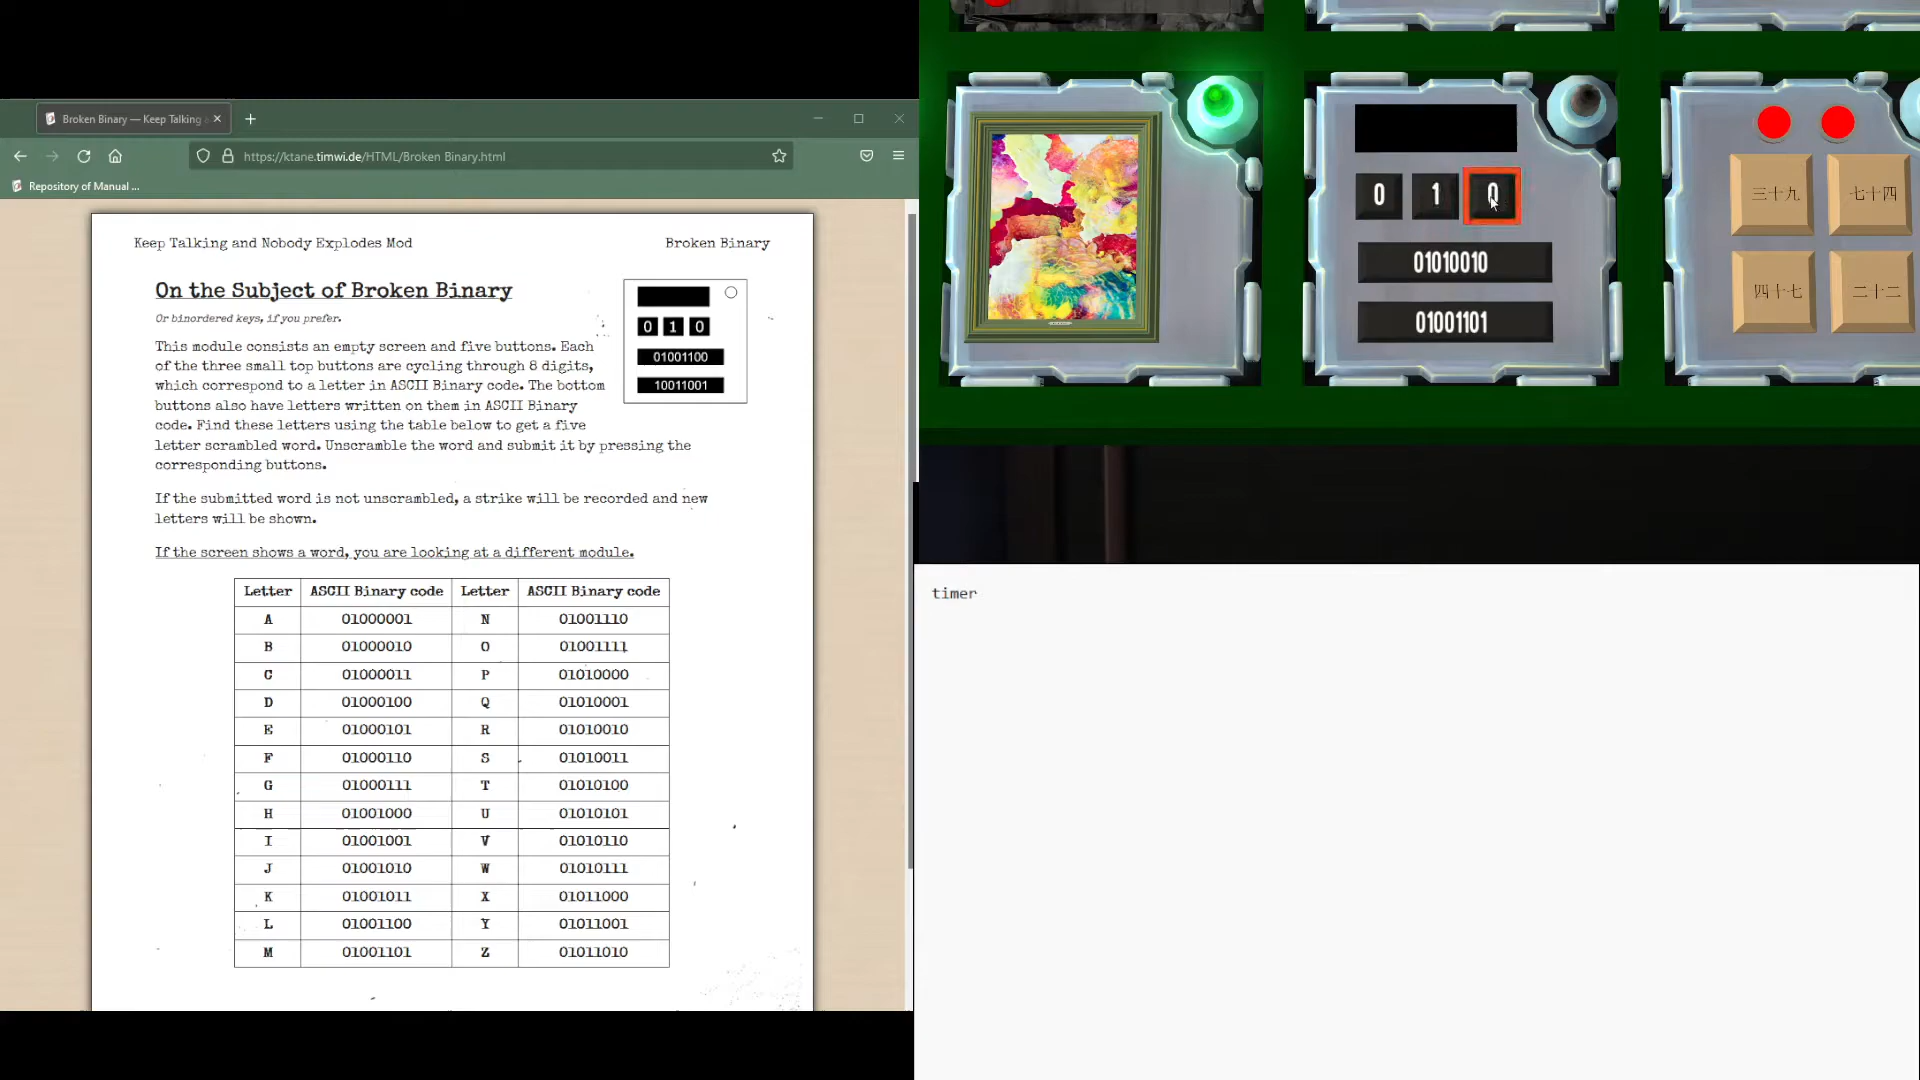 Broken Binary — Keep Talking a
https://ktane.timwi.de/HTML/Broken Binary.html
Repository of Manual ...
Keep Talking and Nobody Explodes Mod
Broken Binary
On the Subject of Broken Binary
Or binordered keys, if you prefer.
0 1 0
01001100
10011001
This module consists an empty screen and five buttons. Each
of the three small top buttons are cycling through 8 digits,
which correspond to a letter in ASCII Binary code. The bottom
buttons also have letters written on them in ASCII Binary
code. Find these letters using the table below to get a five
letter scrambled word. Unscramble the word and submit it by pressing the
corresponding buttons.
If the submitted word is not unscrambled, a strike will be recorded and new
letters will be shown.
If the screen shows a word, you are looking at a different module.
Letter ASCII Binary code Letter ASCII Binary code
A 01000001 N 01001110
B 01000010 O 01001111
C 01000011 P 01010000
D 01000100 Q 01010001
E 01000101 R 01010010
F 01000110 S 01010011
G 01000111 T 01010100
H 01001000 U 01010101
I 01001001 V 01010110
J 01001010 W 01010111
K 01001011 X 01011000
L 01001100 Y 01011001
M 01001101 Z 01011010
0 1 0
01010010
01001101
三十九 七十四
四十七 二十二
timer